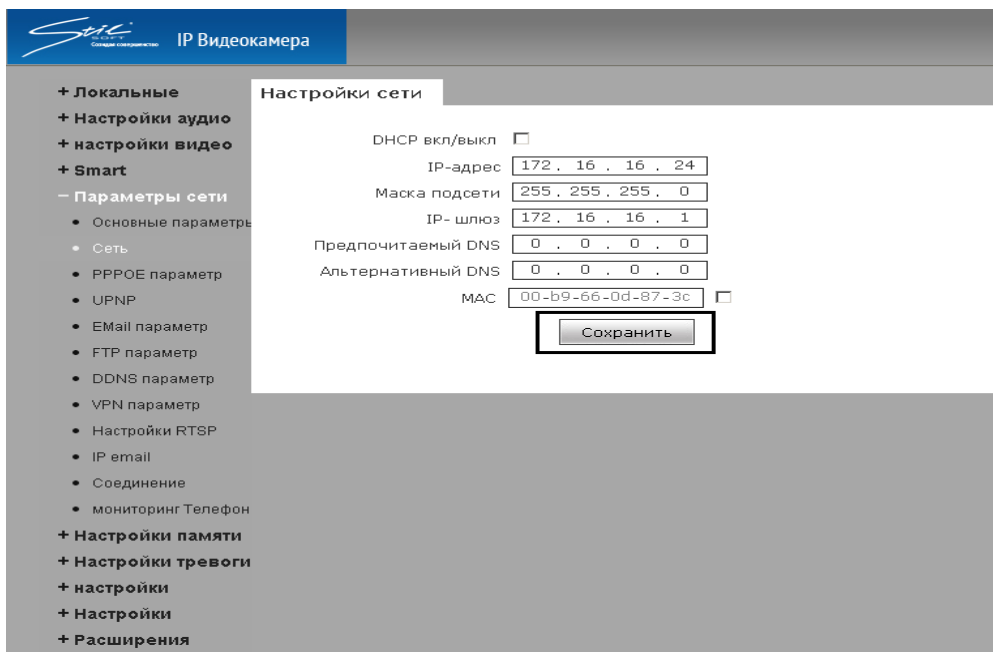 Stil
SOFT
Созидая совершенство
IP Видеокамера
+ Локальные
+ Настройки аудио
+ настройки видео
+ Smart
− Параметры сети
• Основные параметры
• Сеть
• PPPOE параметр
• UPNP
• EMail параметр
• FTP параметр
• DDNS параметр
• VPN параметр
• Настройки RTSP
• IP email
• Соединение
• мониторинг Телефон
+ Настройки памяти
+ Настройки тревоги
+ настройки
+ Настройки
+ Расширения
Настройки сети
DHCP вкл/выкл
IP-адрес 172 . 16 . 16 . 24
Маска подсети 255 . 255 . 255 . 0
IP- шлюз 172 . 16 . 16 . 1
Предпочитаемый DNS 0 . 0 . 0 . 0
Альтернативный DNS 0 . 0 . 0 . 0
MAC 00-b9-66-0d-87-3c
Сохранить